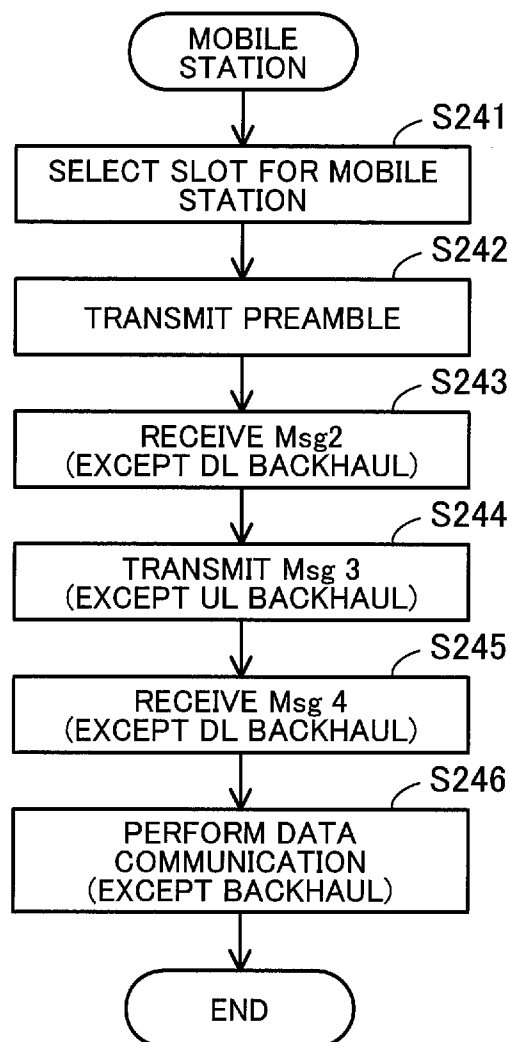 MOBILE
STATION
S241
SELECT SLOT FOR MOBILE
STATION
S242
TRANSMIT PREAMBLE
S243
RECEIVE Msg2
(EXCEPT DL BACKHAUL)
S244
TRANSMIT Msg 3
(EXCEPT UL BACKHAUL)
S245
RECEIVE Msg 4
(EXCEPT DL BACKHAUL)
S246
PERFORM DATA
COMMUNICATION
(EXCEPT BACKHAUL)
END